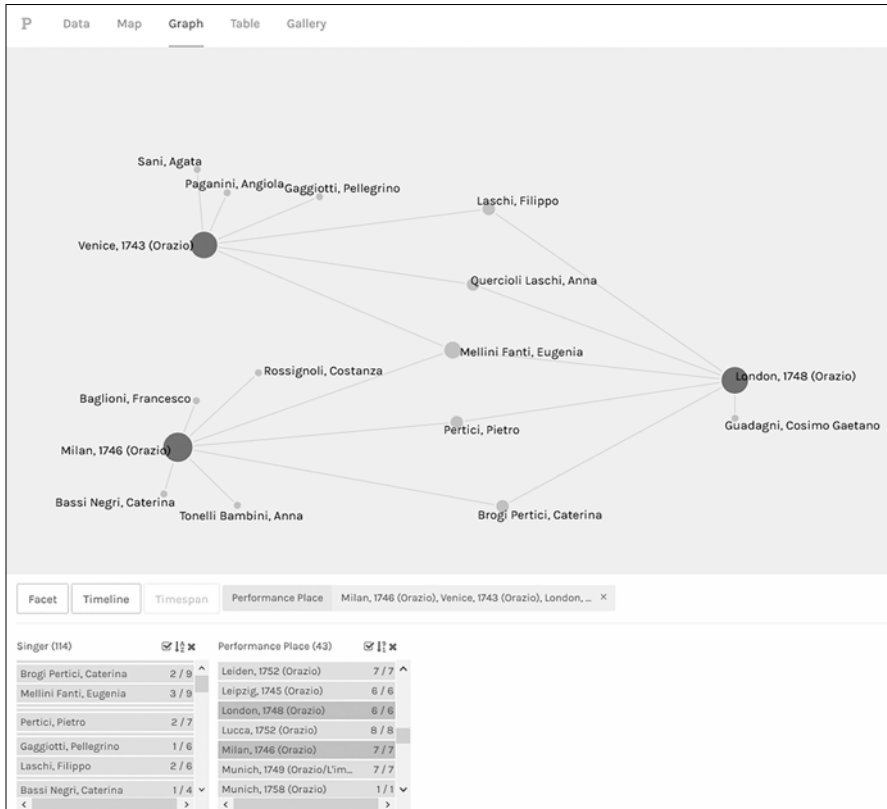 P Data Map Graph Table Gallery
Sani, Agata
Paganini, Angiola
Gaggiotti, Pellegrino
Laschi, Filippo
Venice, 1743 (Orazio)
Quercioli Laschi, Anna
Mellini Fanti, Eugenia
Rossignoli, Costanza
London, 1748 (Orazio)
Baglioni, Francesco
Pertici, Pietro
Guadagni, Cosimo Gaetano
Milan, 1746 (Orazio)
Bassi Negri, Caterina
Tonelli Bambini, Anna
Brogi Pertici, Caterina
Facet Timeline Timespan Performance Place Milan, 1746 (Orazio), Venice, 1743 (Orazio), London, ... ×
Singer (114)
Brogi Pertici, Caterina 2 / 9
Mellini Fanti, Eugenia 3 / 9
Pertici, Pietro 2 / 7
Gaggiotti, Pellegrino 1 / 6
Laschi, Filippo 2 / 6
Bassi Negri, Caterina 1 / 4
Performance Place (43)
Leiden, 1752 (Orazio) 7 / 7
Leipzig, 1745 (Orazio) 6 / 6
London, 1748 (Orazio) 6 / 6
Lucca, 1752 (Orazio) 8 / 8
Milan, 1746 (Orazio) 7 / 7
Munich, 1749 (Orazio/L'im... 7 / 7
Munich, 1758 (Orazio) 1 / 1